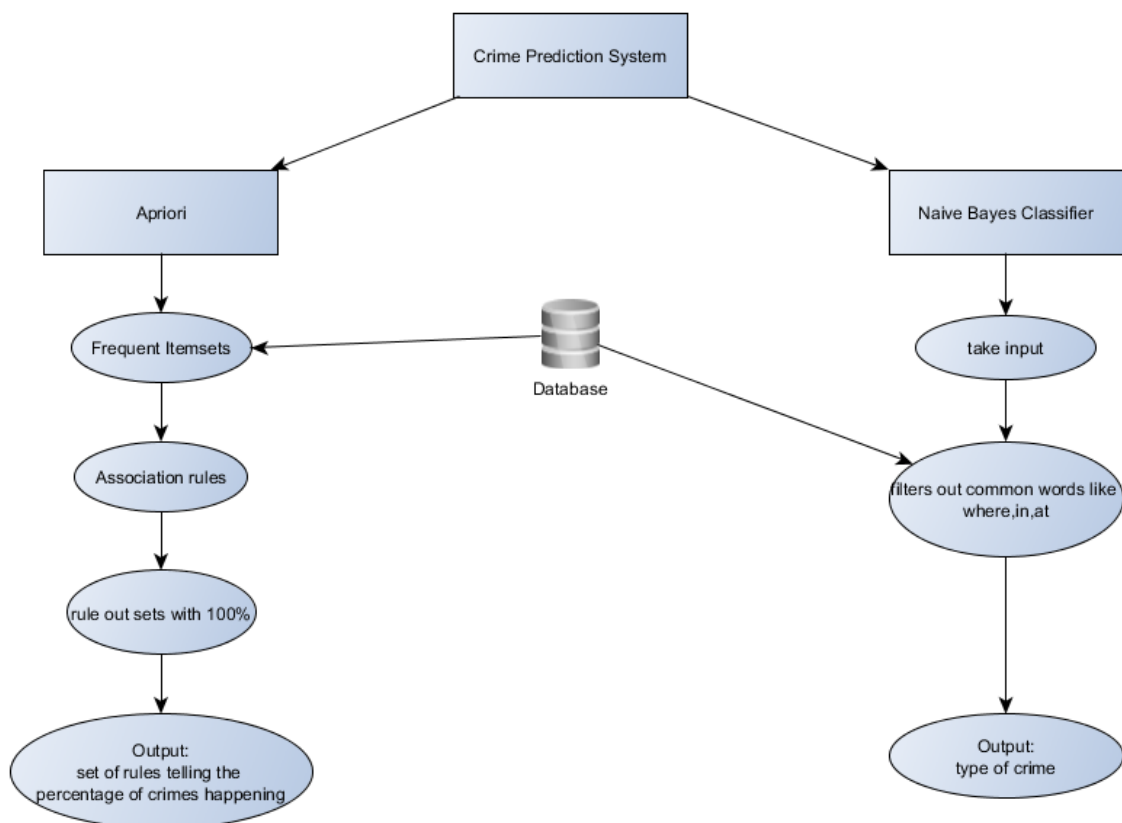 Crime Prediction System
Apriori
Naive Bayes Classifier
Frequent Itemsets
Database
take input
Association rules
filters out common words like
where,in,at
rule out sets with 100%
Output:
set of rules telling the
percentage of crimes happening
Output:
type of crime